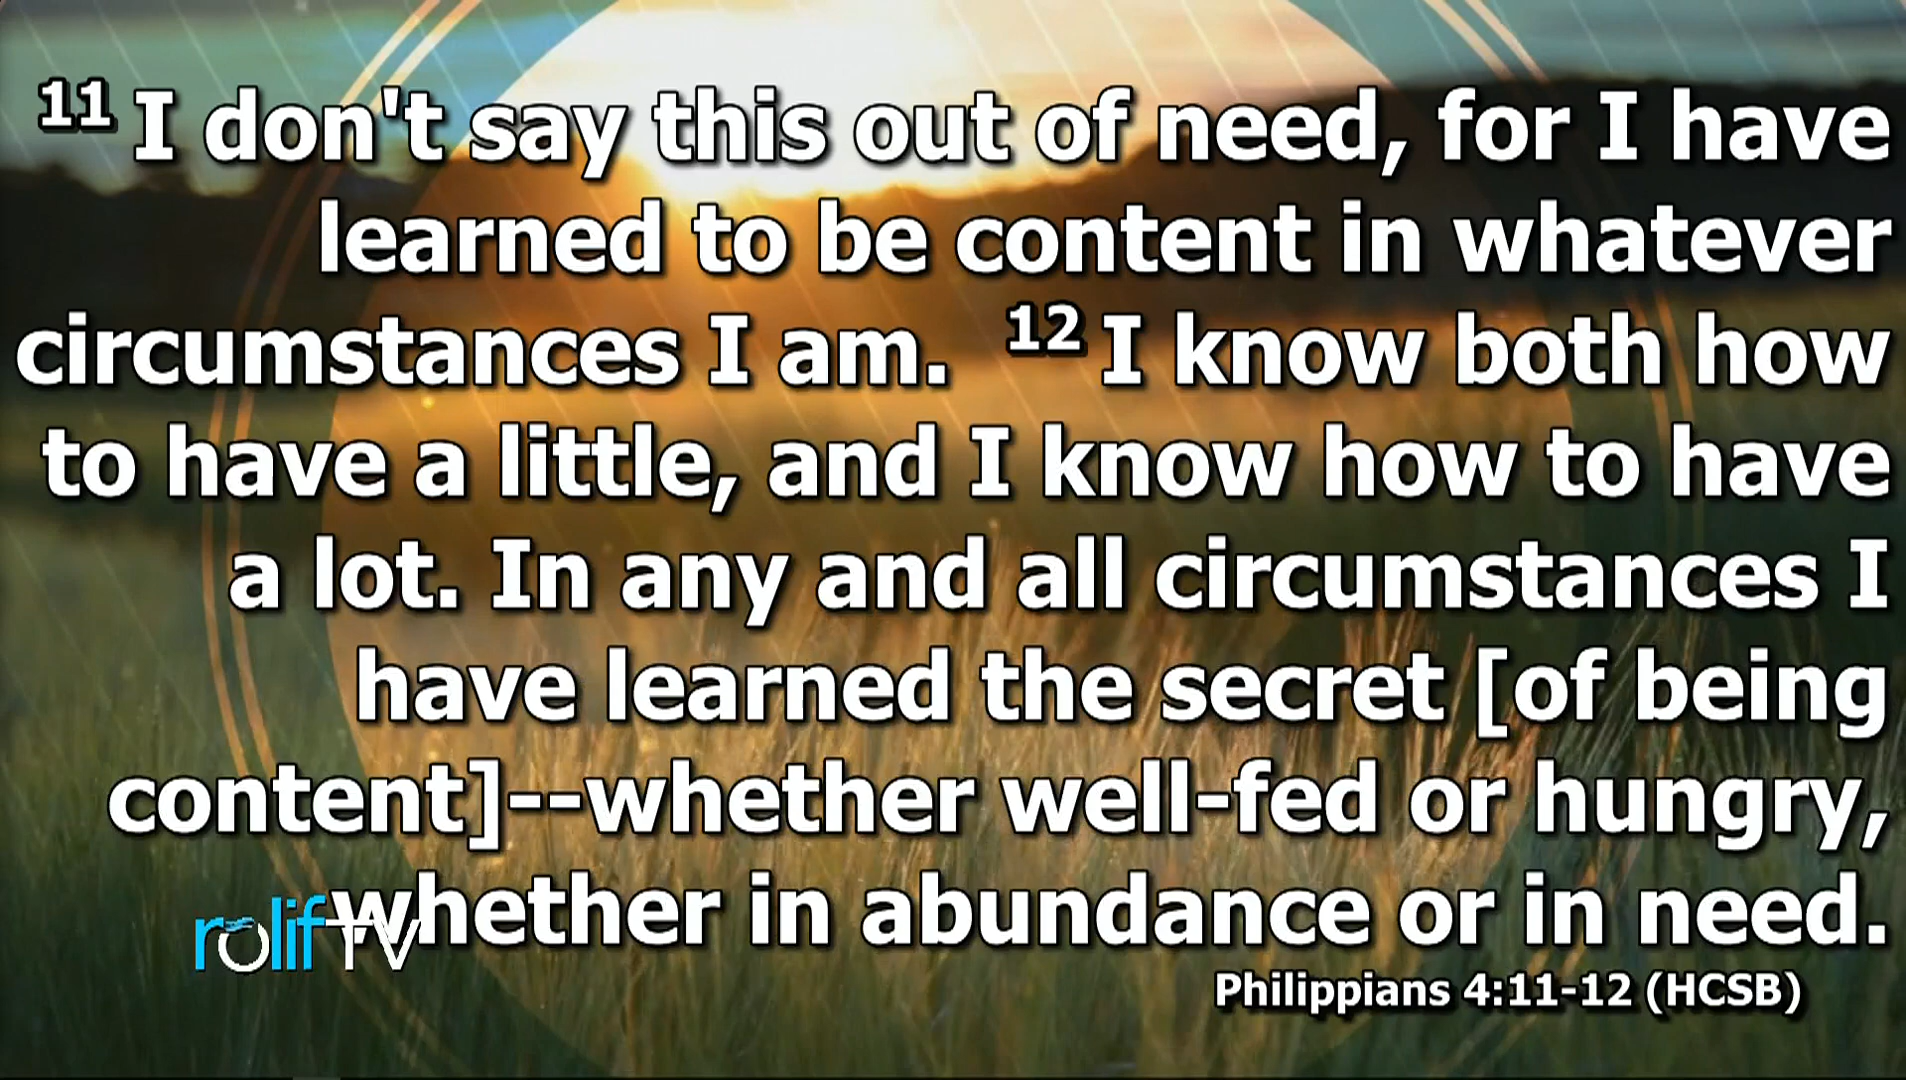 11 I don't say this out of need, for I have
learned to be content in whatever
circumstances I am. 12 I know both how
to have a little, and I know how to have
a lot. In any and all circumstances I
have learned the secret [of being
content]--whether well-fed or hungry,
whether in abundance or in need.
rolif TV
Philippians 4:11-12 (HCSB)